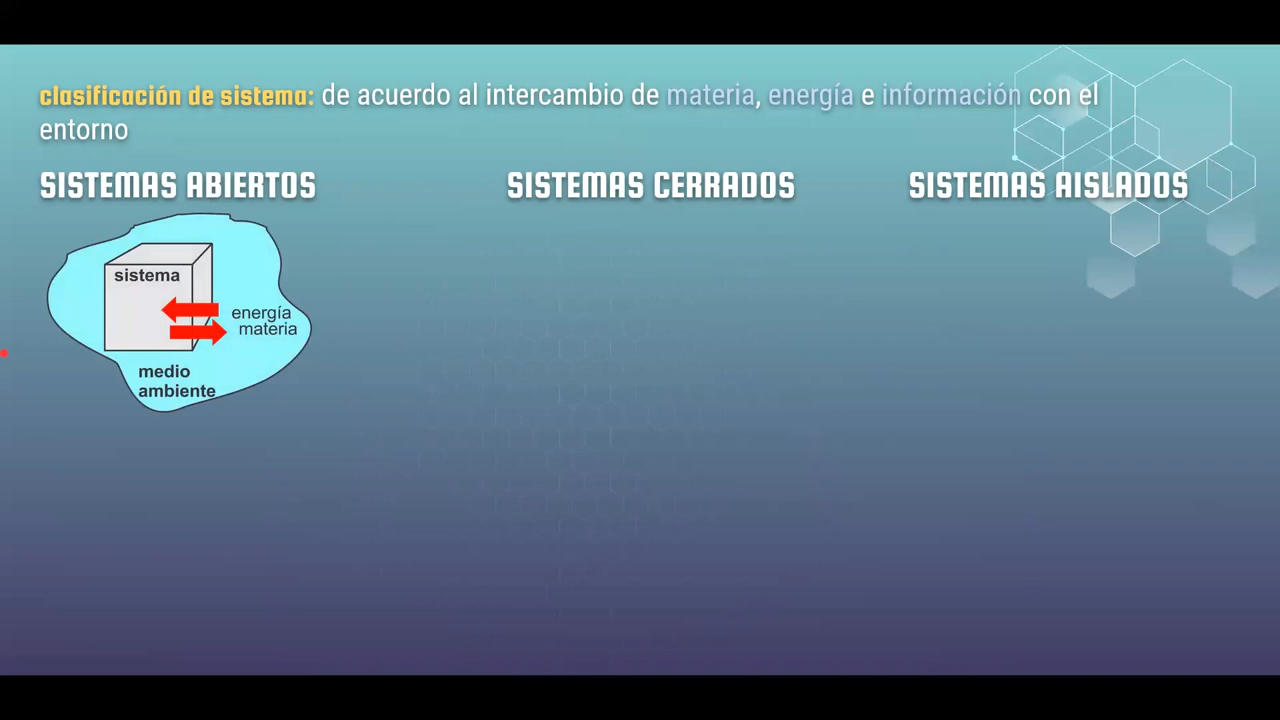 clasificación de sistema: de acuerdo al intercambio de materia, energía e información con el
entorno
SISTEMAS ABIERTOS
SISTEMAS CERRADOS
SISTEMAS AISLADOS
sistema
energía
materia
medio
ambiente